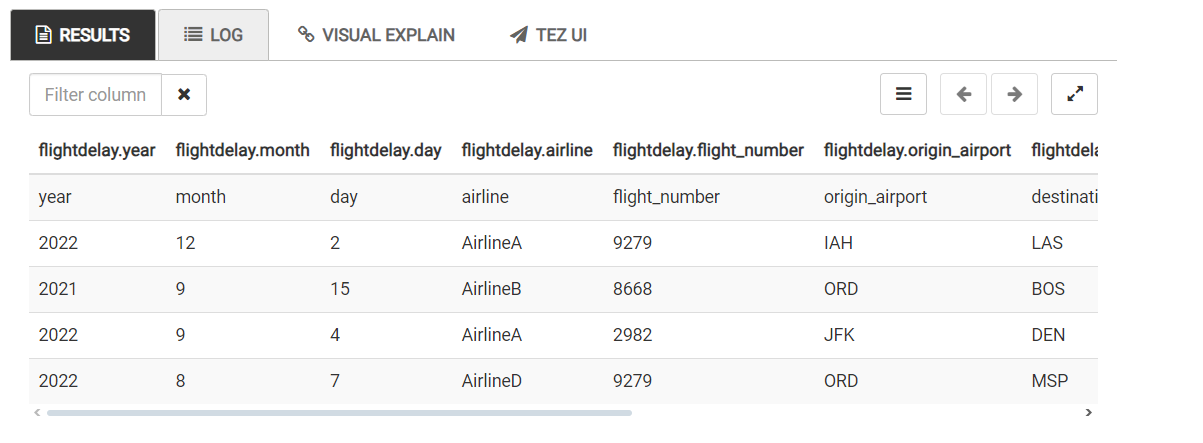 RESULTS LOG VISUAL EXPLAIN TEZ UI
Filter column
flightdelay.year flightdelay.month flightdelay.day flightdelay.airline flightdelay.flight_number flightdelay.origin_airport flightdela
year month day airline flight_number origin_airport destinati
2022 12 2 AirlineA 9279 IAH LAS
2021 9 15 AirlineB 8668 ORD BOS
2022 9 4 AirlineA 2982 JFK DEN
2022 8 7 AirlineD 9279 ORD MSP